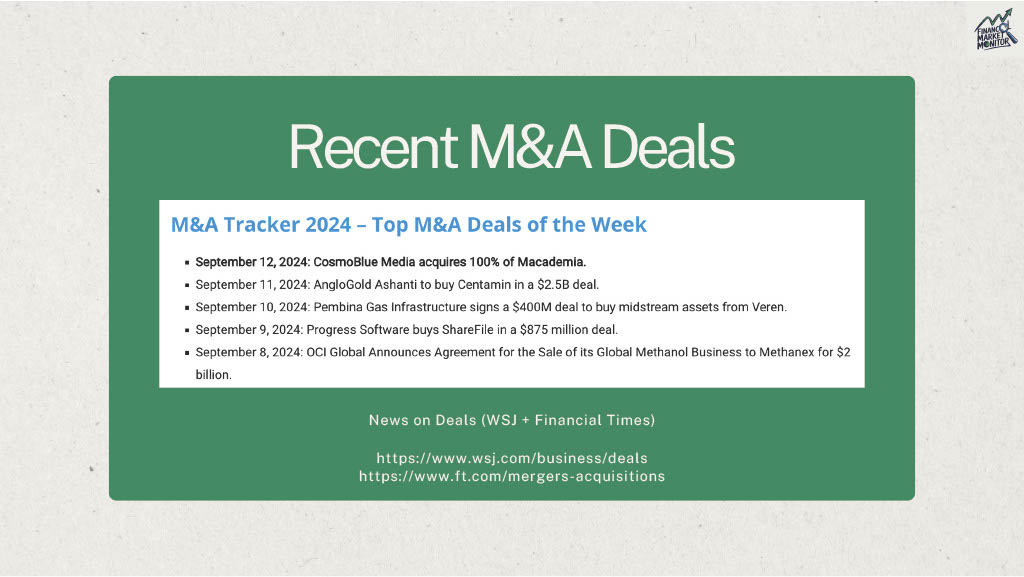 FINANCE
MARKET
MONITOR
Recent M&A Deals
M&A Tracker 2024 – Top M&A Deals of the Week
▪ September 12, 2024: CosmoBlue Media acquires 100% of Macademia.
▪ September 11, 2024: AngloGold Ashanti to buy Centamin in a $2.5B deal.
▪ September 10, 2024: Pembina Gas Infrastructure signs a $400M deal to buy midstream assets from Veren.
▪ September 9, 2024: Progress Software buys ShareFile in a $875 million deal.
▪ September 8, 2024: OCI Global Announces Agreement for the Sale of its Global Methanol Business to Methanex for $2
billion.
News on Deals (WSJ + Financial Times)
https://www.wsj.com/business/deals
https://www.ft.com/mergers-acquisitions